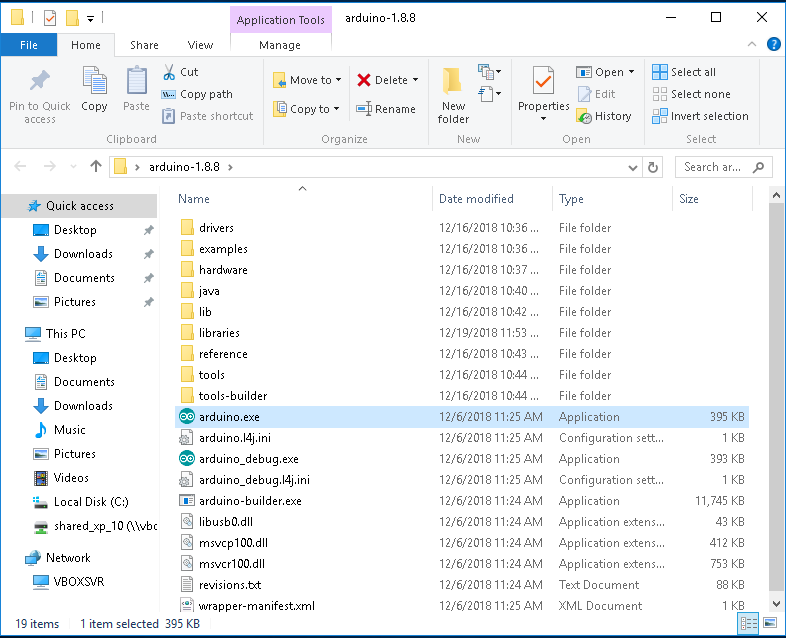 Application Tools arduino-1.8.8
File Home Share View Manage
Pin to Quick access
Copy
Paste
Cut
Copy path
Paste shortcut
Clipboard
Move to
Copy to
Delete
Rename
Organize
New folder
New
Properties
Open
Edit
History
Open
Select all
Select none
Invert selection
Select
arduino-1.8.8
Search ar...
Quick access
Desktop
Downloads
Documents
Pictures
This PC
Desktop
Documents
Downloads
Music
Pictures
Videos
Local Disk (C:)
shared_xp_10 (\\vbc
Network
VBOXSVR
Name Date modified Type Size
drivers 12/16/2018 10:36 ... File folder
examples 12/16/2018 10:36 ... File folder
hardware 12/16/2018 10:37 ... File folder
java 12/16/2018 10:40 ... File folder
lib 12/16/2018 10:42 ... File folder
libraries 12/19/2018 11:53 ... File folder
reference 12/16/2018 10:43 ... File folder
tools 12/16/2018 10:44 ... File folder
tools-builder 12/16/2018 10:44 ... File folder
arduino.exe 12/6/2018 11:25 AM Application 395 KB
arduino.l4j.ini 12/6/2018 11:25 AM Configuration sett... 1 KB
arduino_debug.exe 12/6/2018 11:25 AM Application 393 KB
arduino_debug.l4j.ini 12/6/2018 11:25 AM Configuration sett... 1 KB
arduino-builder.exe 12/6/2018 11:24 AM Application 11,745 KB
libusb0.dll 12/6/2018 11:24 AM Application extens... 43 KB
msvcp100.dll 12/6/2018 11:24 AM Application extens... 412 KB
msvcr100.dll 12/6/2018 11:24 AM Application extens... 753 KB
revisions.txt 12/6/2018 11:24 AM Text Document 88 KB
wrapper-manifest.xml 12/6/2018 11:25 AM XML Document 1 KB
19 items 1 item selected 395 KB